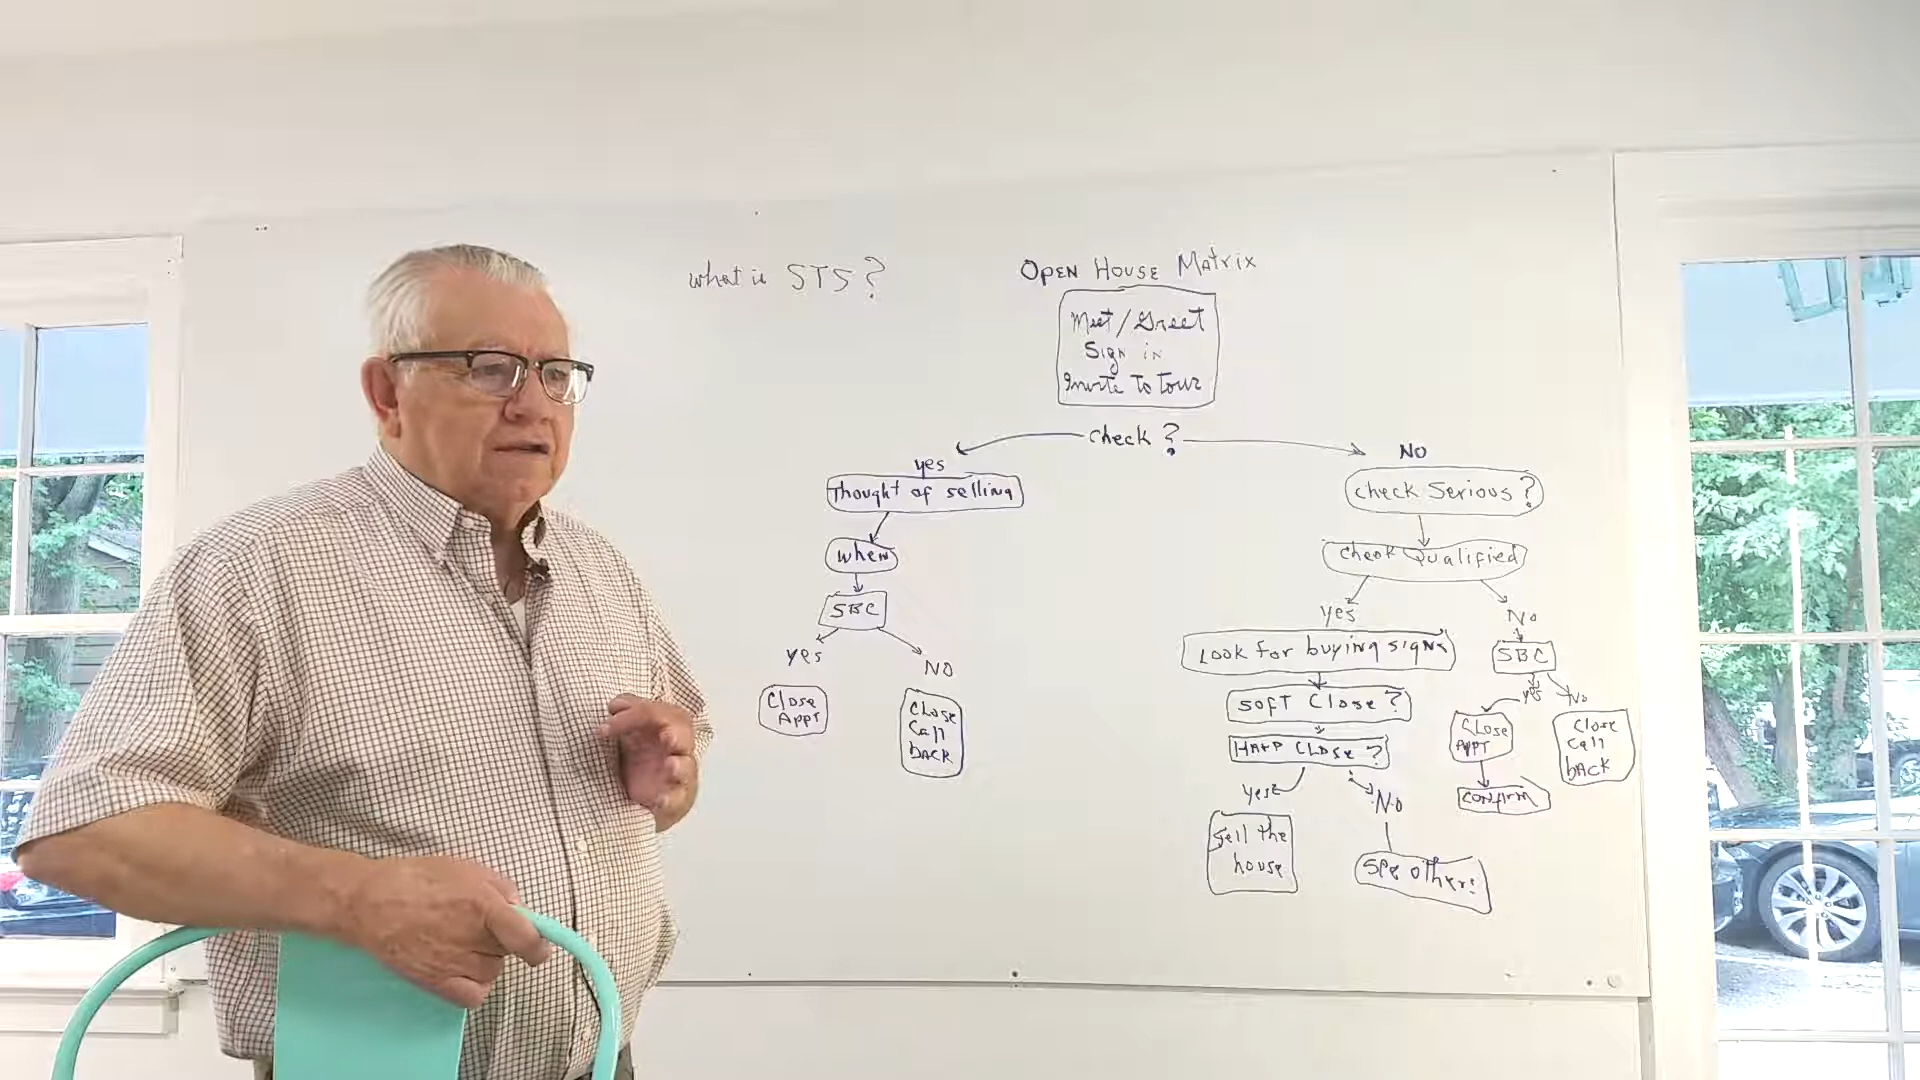 what is STS?
OPEN HOUSE MATRIX
Meet/Greet
Sign in
Invite To Tour
check?
yes
NO
Thought of selling
check Serious?
when
check Qualified
SBC
yes
No
yes
NO
Look for buying signs
SBC
yes
No
Close
APPT
CLOSE
Call
BACK
SOFT Close?
HARD CLOSE?
CLOSE
APPT
Close
Call
bACK
yes
No
CONFIRM
Sell the
house
See others